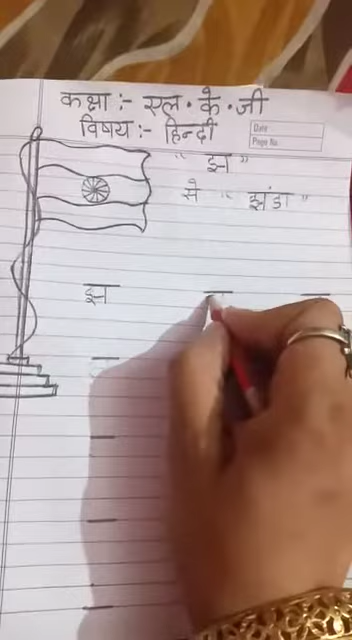 कक्षा :- एल॰ के॰ जी
विषय :- हिन्दी
Date
Page No.
" झ "
से " झंडा "
झ